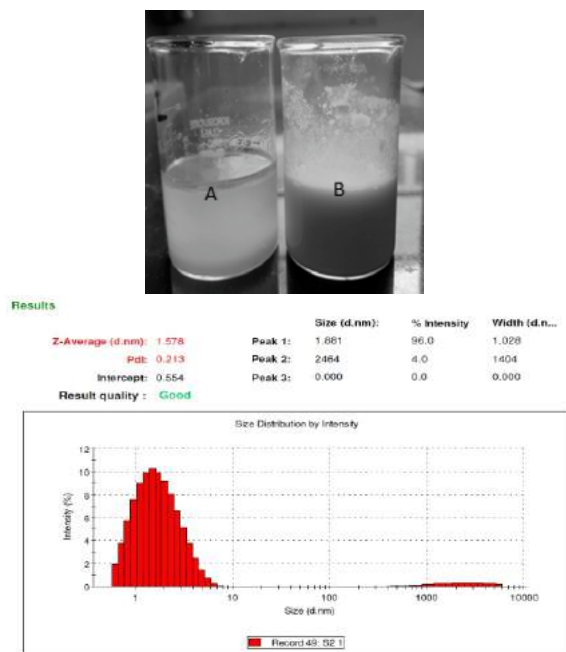 A
B
Results
Size (d.nm): % Intensity Width (d.n...
Z-Average (d.nm): 1.578 Peak 1: 1.881 96.0 1.028
PdI: 0.213 Peak 2: 2464 4.0 1404
Intercept: 0.554 Peak 3: 0.000 0.0 0.000
Result quality : Good
Size Distribution by Intensity
Intensity (%)
12
10
8
6
4
2
0
1 10 100 1000 10000
Size (d.nm)
Record 49: S2 1